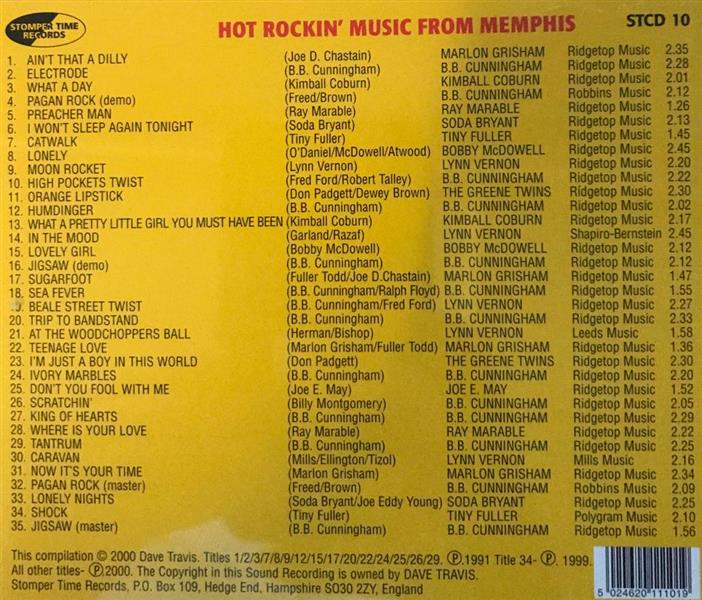 STOMPER TIME RECORDS HOT ROCKIN' MUSIC FROM MEMPHIS STCD 10
1. AIN'T THAT A DILLY (Joe D. Chastain) MARLON GRISHAM Ridgetop Music 2.35
2. ELECTRODE (B.B. Cunningham) B.B. CUNNINGHAM Ridgetop Music 2.28
3. WHAT A DAY (Kimball Coburn) KIMBALL COBURN Ridgetop Music 2.01
4. PAGAN ROCK (demo) (Freed/Brown) B.B. CUNNINGHAM Robbins Music 2.12
5. PREACHER MAN (Ray Marable) RAY MARABLE Ridgetop Music 1.26
6. I WON'T SLEEP AGAIN TONIGHT (Soda Bryant) SODA BRYANT Ridgetop Music 2.13
7. CATWALK (Tiny Fuller) TINY FULLER Ridgetop Music 1.45
8. LONELY (O'Daniel/McDowell/Atwood) BOBBY McDOWELL Ridgetop Music 2.45
9. MOON ROCKET (Lynn Vernon) LYNN VERNON Ridgetop Music 2.20
10. HIGH POCKETS TWIST (Fred Ford/Robert Talley) B.B. CUNNINGHAM Ridgetop Music 2.22
11. ORANGE LIPSTICK (Don Padgett/Dewey Brown) THE GREENE TWINS Ridgetop Music 2.30
12. HUMDINGER (B.B. Cunningham) B.B. CUNNINGHAM Ridgetop Music 2.02
13. WHAT A PRETTY LITTLE GIRL YOU MUST HAVE BEEN (Kimball Coburn) KIMBALL COBURN Ridgetop Music 2.17
14. IN THE MOOD (Garland/Razaf) LYNN VERNON Shapiro-Bernstein 2.45
15. LOVELY GIRL (Bobby McDowell) BOBBY McDOWELL Ridgetop Music 2.12
16. JIGSAW (demo) (B.B. Cunningham) B.B. CUNNINGHAM Ridgetop Music 2.12
17. SUGARFOOT (Fuller Todd/Joe D.Chastain) MARLON GRISHAM Ridgetop Music 1.47
18. SEA FEVER (B.B. Cunningham/Ralph Floyd) B.B. CUNNINGHAM Ridgetop Music 1.55
19. BEALE STREET TWIST (B.B. Cunningham/Fred Ford) LYNN VERNON Ridgetop Music 2.27
20. TRIP TO BANDSTAND (B.B. Cunningham) B.B. CUNNINGHAM Ridgetop Music 2.33
21. AT THE WOODCHOPPERS BALL (Herman/Bishop) LYNN VERNON Leeds Music 1.58
22. TEENAGE LOVE (Marlon Grisham/Fuller Todd) MARLON GRISHAM Ridgetop Music 1.36
23. I'M JUST A BOY IN THIS WORLD (Don Padgett) THE GREENE TWINS Ridgetop Music 2.30
24. IVORY MARBLES (B.B. Cunningham) B.B. CUNNINGHAM Ridgetop Music 2.20
25. DON'T YOU FOOL WITH ME (Joe E. May) JOE E. MAY Ridgetop Music 1.52
26. SCRATCHIN' (Billy Montgomery) B.B. CUNNINGHAM Ridgetop Music 2.05
27. KING OF HEARTS (B.B. Cunningham) B.B. CUNNINGHAM Ridgetop Music 2.29
28. WHERE IS YOUR LOVE (Ray Marable) RAY MARABLE Ridgetop Music 2.22
29. TANTRUM (B.B. Cunningham) B.B. CUNNINGHAM Ridgetop Music 2.25
30. CARAVAN (Mills/Ellington/Tizol) LYNN VERNON Mills Music 2.16
31. NOW IT'S YOUR TIME (Marlon Grisham) MARLON GRISHAM Ridgetop Music 2.34
32. PAGAN ROCK (master) (Freed/Brown) B.B. CUNNINGHAM Robbins Music 2.09
33. LONELY NIGHTS (Soda Bryant/Joe Eddy Young) SODA BRYANT Ridgetop Music 2.25
34. SHOCK (Tiny Fuller) TINY FULLER Polygram Music 2.10
35. JIGSAW (master) (B.B. Cunningham) B.B. CUNNINGHAM Ridgetop Music 1.56
This compilation © 2000 Dave Travis. Titles 1/2/3/7/8/9/12/15/17/20/22/24/25/26/29. ℗.1991 Title 34- ℗. 1999.
All other titles- ℗2000. The Copyright in this Sound Recording is owned by DAVE TRAVIS.
Stomper Time Records, P.O. Box 109, Hedge End, Hampshire SO30 2ZY, England
5 024620 111019